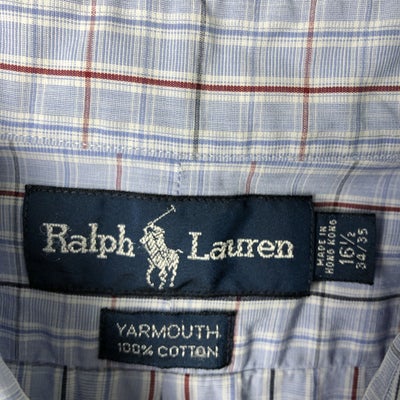 Ralph Lauren
MADE IN
HONG KONG
16½
34/35
YARMOUTH
100% COTTON